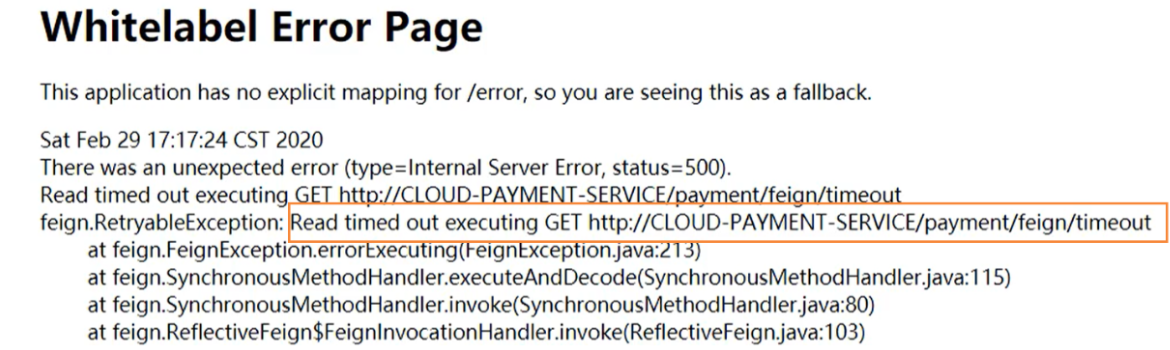 Whitelabel Error Page
This application has no explicit mapping for /error, so you are seeing this as a fallback.
Sat Feb 29 17:17:24 CST 2020
There was an unexpected error (type=Internal Server Error, status=500).
Read timed out executing GET http://CLOUD-PAYMENT-SERVICE/payment/feign/timeout
feign.RetryableException: Read timed out executing GET http://CLOUD-PAYMENT-SERVICE/payment/feign/timeout
at feign.FeignException.errorExecuting(FeignException.java:213)
at feign.SynchronousMethodHandler.executeAndDecode(SynchronousMethodHandler.java:115)
at feign.SynchronousMethodHandler.invoke(SynchronousMethodHandler.java:80)
at feign.ReflectiveFeign$FeignInvocationHandler.invoke(ReflectiveFeign.java:103)